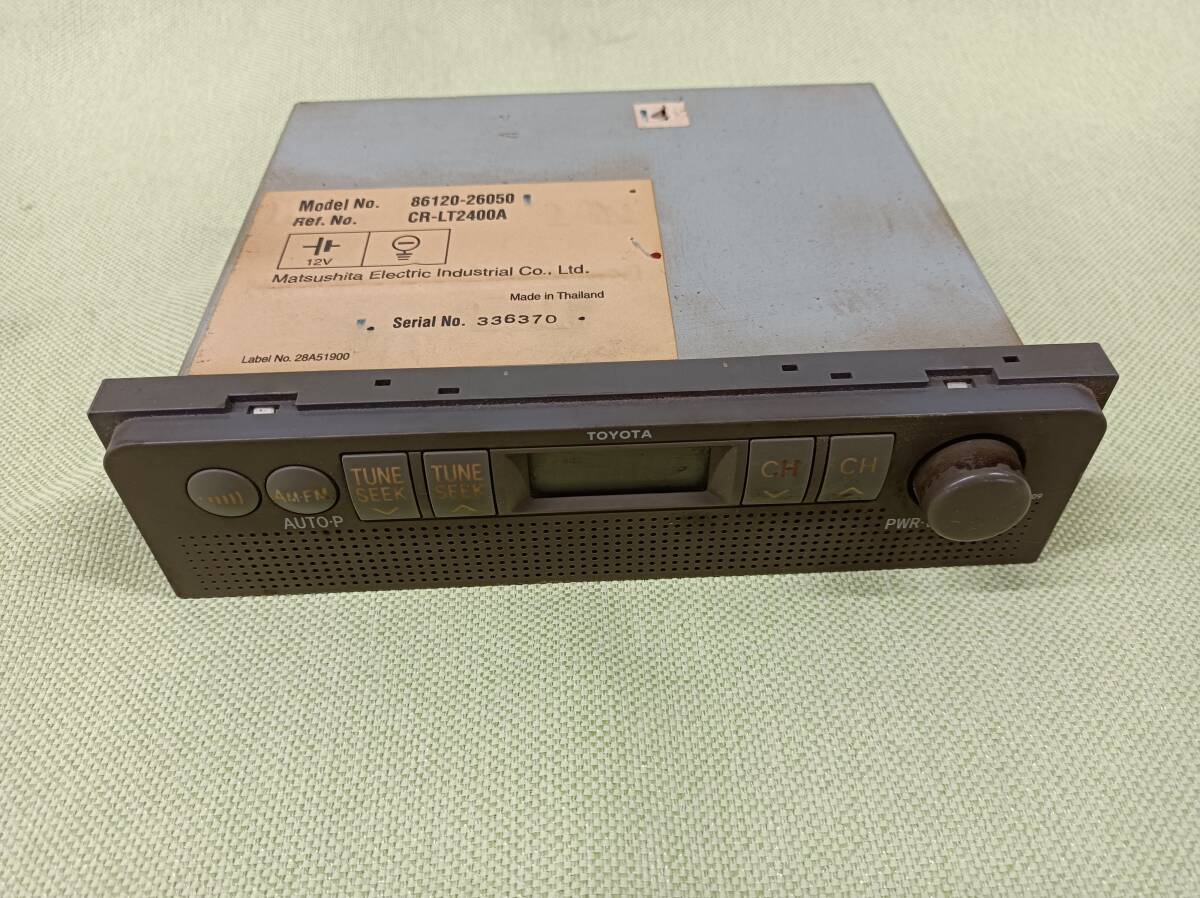 Model No. 86120-26050
Ref. No. CR-LT2400A
12V
Matsushita Electric Industrial Co., Ltd.
Made in Thailand
Serial No. 336370
Label No. 28A51900
TOYOTA
AM·FM
TUNE SEEK
TUNE SEEK
CH
CH
AUTO·P
PWR·